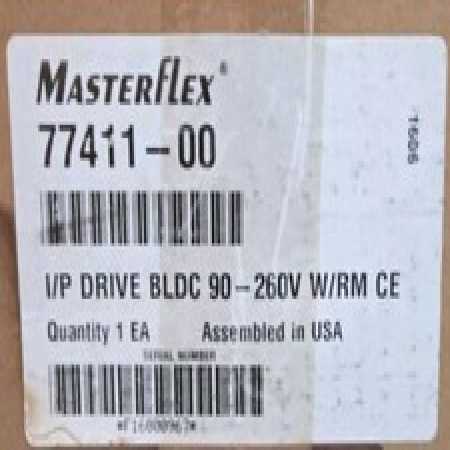 MASTERFLEX®
77411-00
I/P DRIVE BLDC 90-260V W/RM CE
Quantity 1 EA Assembled in USA
SERIAL NUMBER